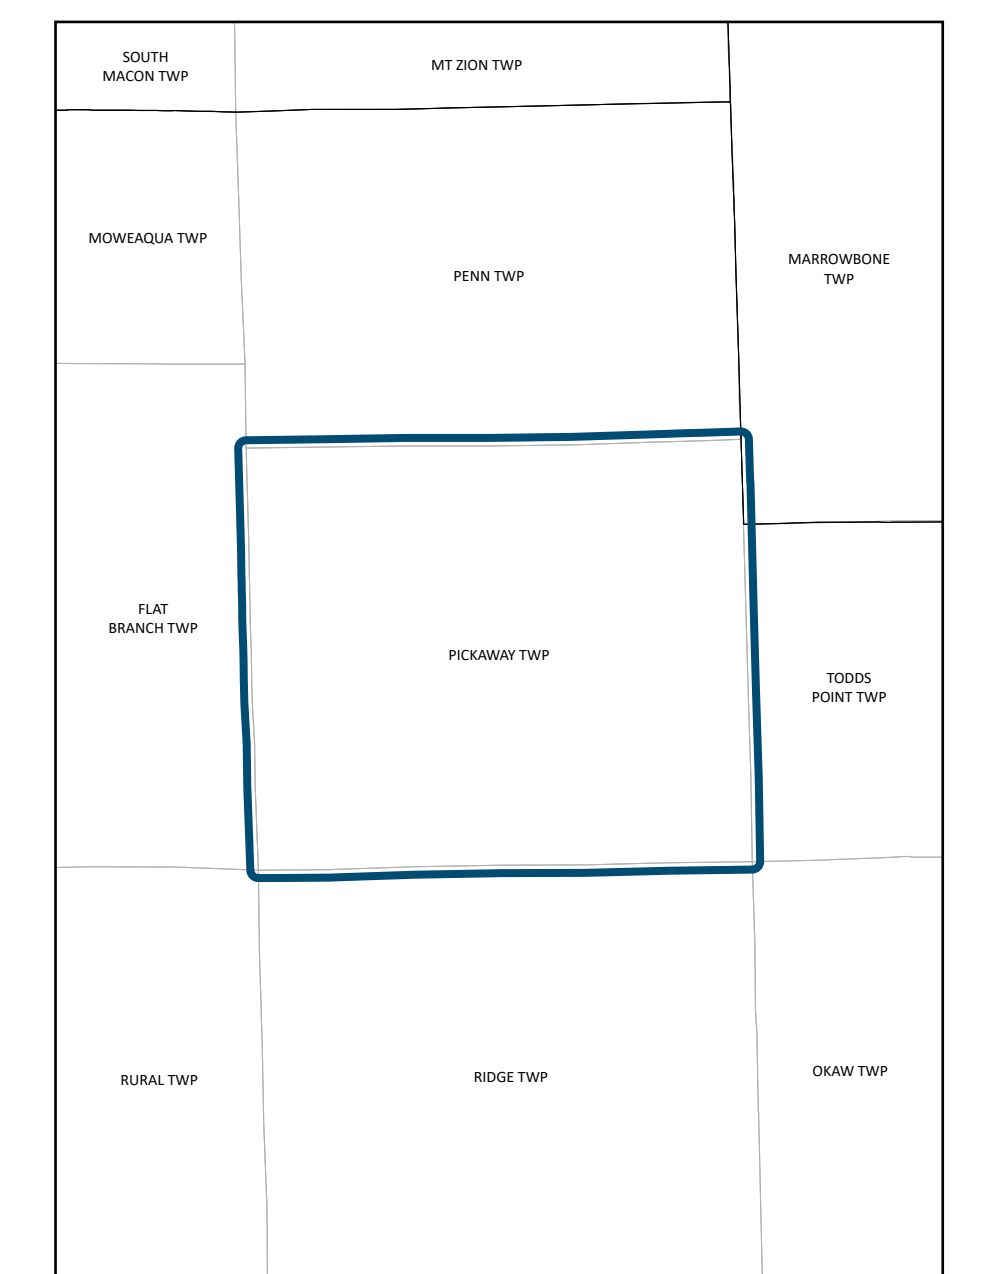 SOUTH
MACON TWP
MT ZION TWP
MOWEAQUA TWP
PENN TWP
MARROWBONE
TWP
FLAT
BRANCH TWP
PICKAWAY TWP
TODDS
POINT TWP
RURAL TWP
RIDGE TWP
OKAW TWP